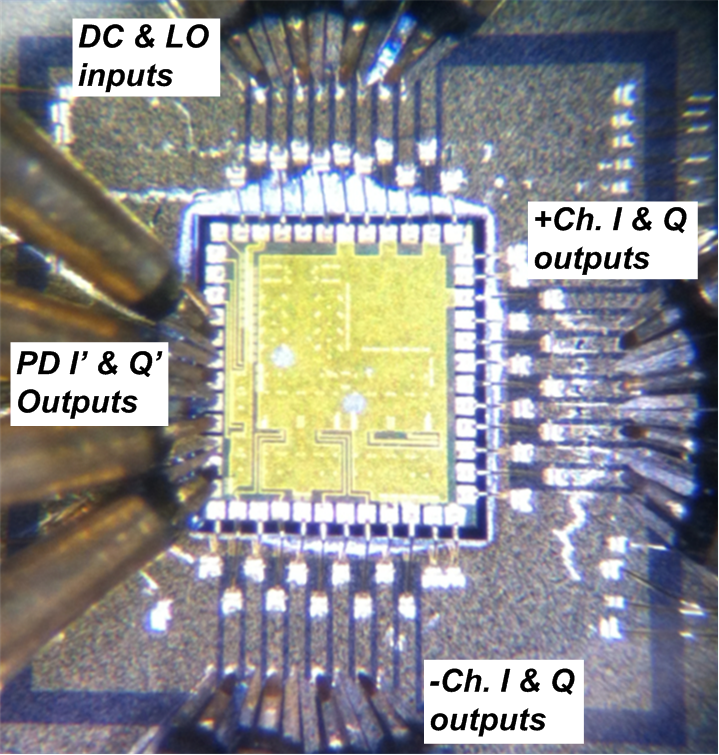 DC & LO
inputs
+Ch. I & Q
outputs
PD I’ & Q’
Outputs
-Ch. I & Q
outputs